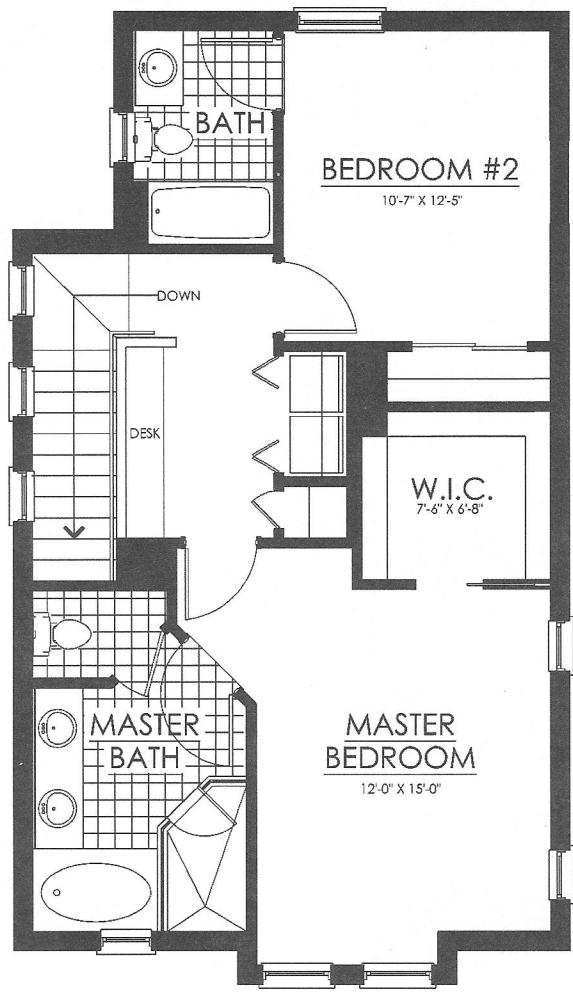 BATH
BEDROOM #2
10'-7" X 12'-5"
DOWN
DESK
W.I.C.
7'-6" X 6'-8"
MASTER
BATH
MASTER
BEDROOM
12'-0" X 15'-0"